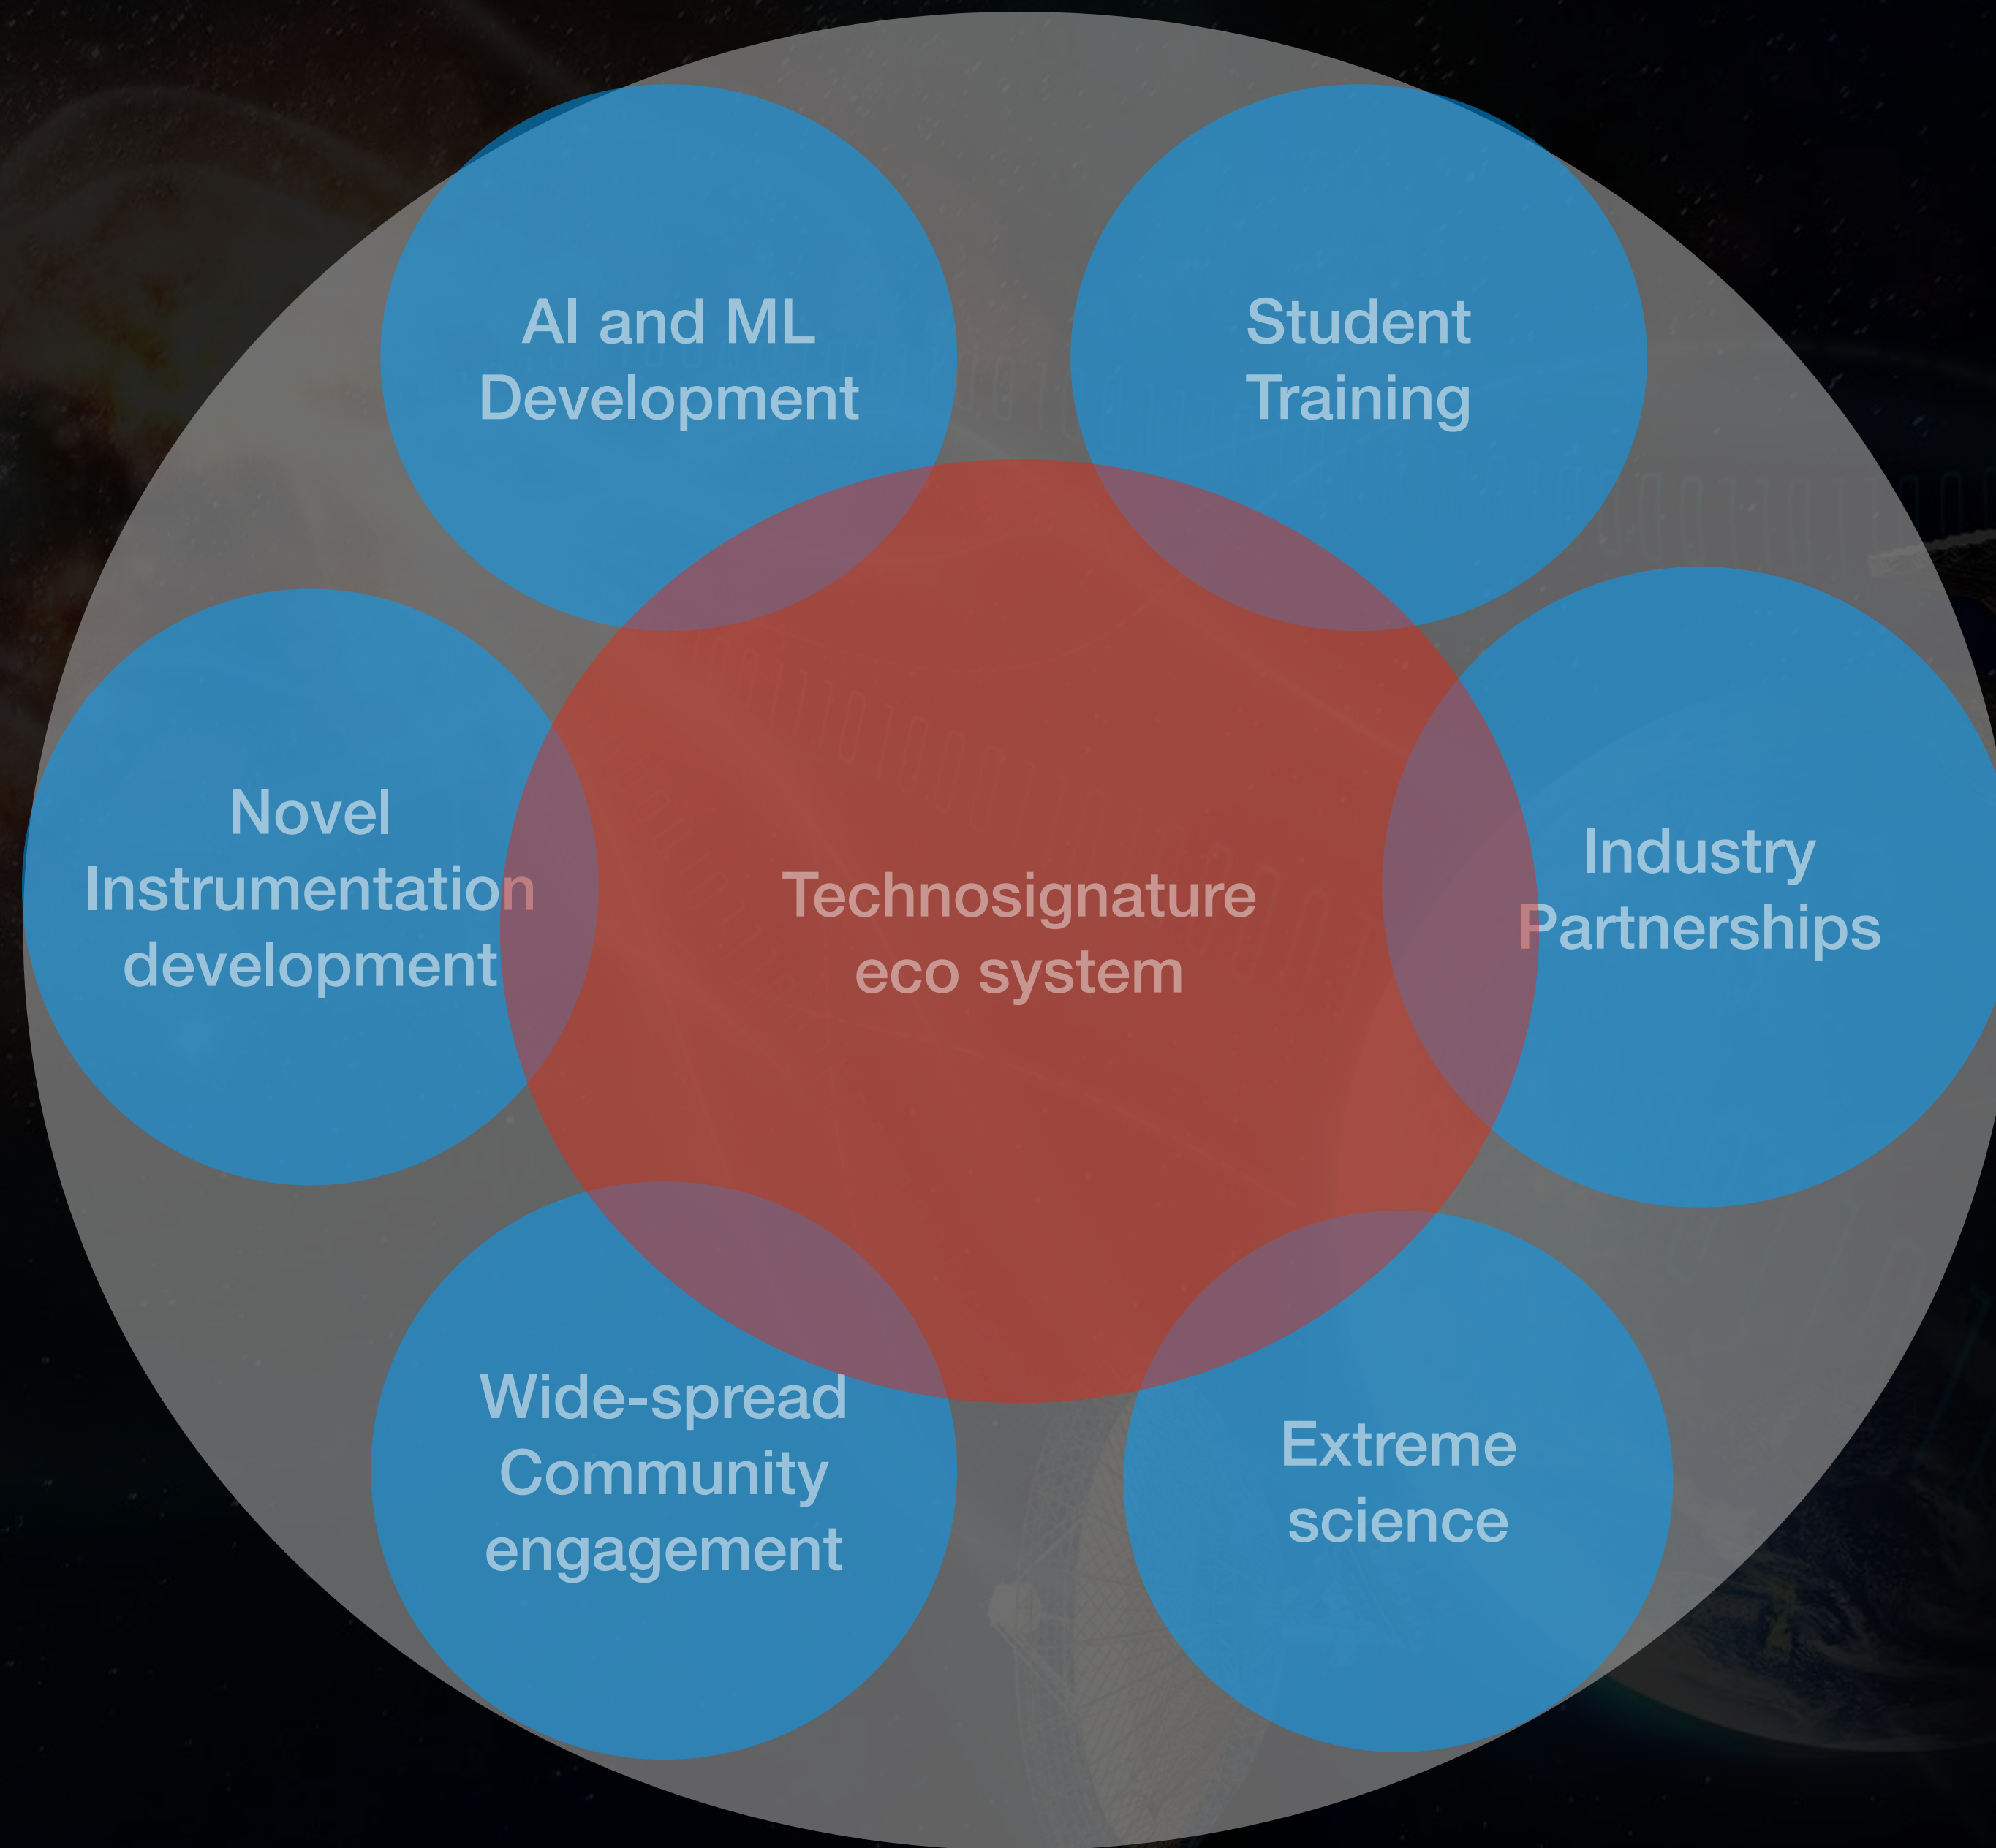 AI and ML
Development
Student
Training
Novel
Instrumentation
development
Technosignature
eco system
Industry
Partnerships
Wide-spread
Community
engagement
Extreme
science